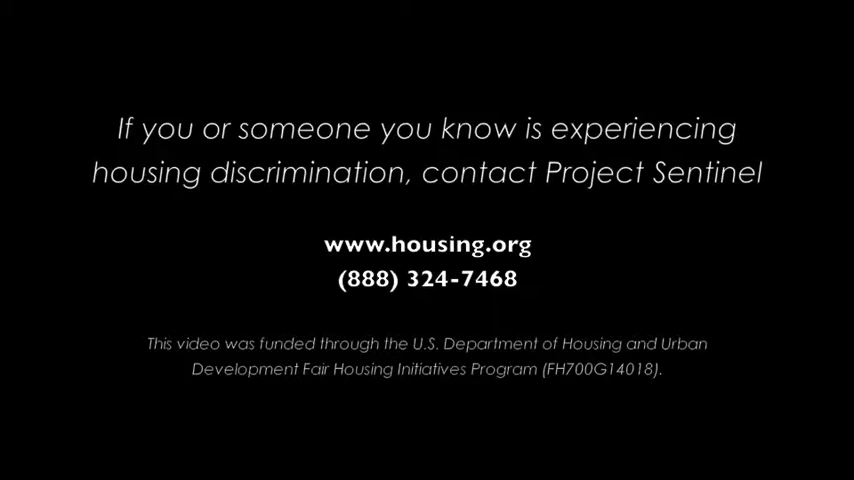 If you or someone you know is experiencing
housing discrimination, contact Project Sentinel
www.housing.org
(888) 324-7468
This video was funded through the U.S. Department of Housing and Urban
Development Fair Housing Initiatives Program (FH700G14018).